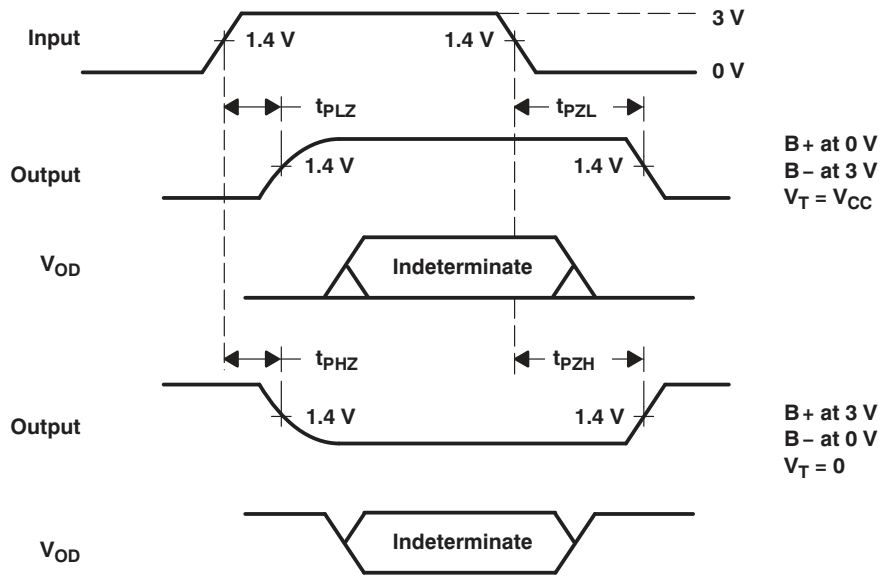 3 V
Input 1.4 V 1.4 V
0 V
tPLZ tPZL
B+ at 0 V
Output 1.4 V 1.4 V B− at 3 V
VT = VCC
VOD Indeterminate
tPHZ tPZH
Output 1.4 V 1.4 V B+ at 3 V
B− at 0 V
VT = 0
VOD Indeterminate